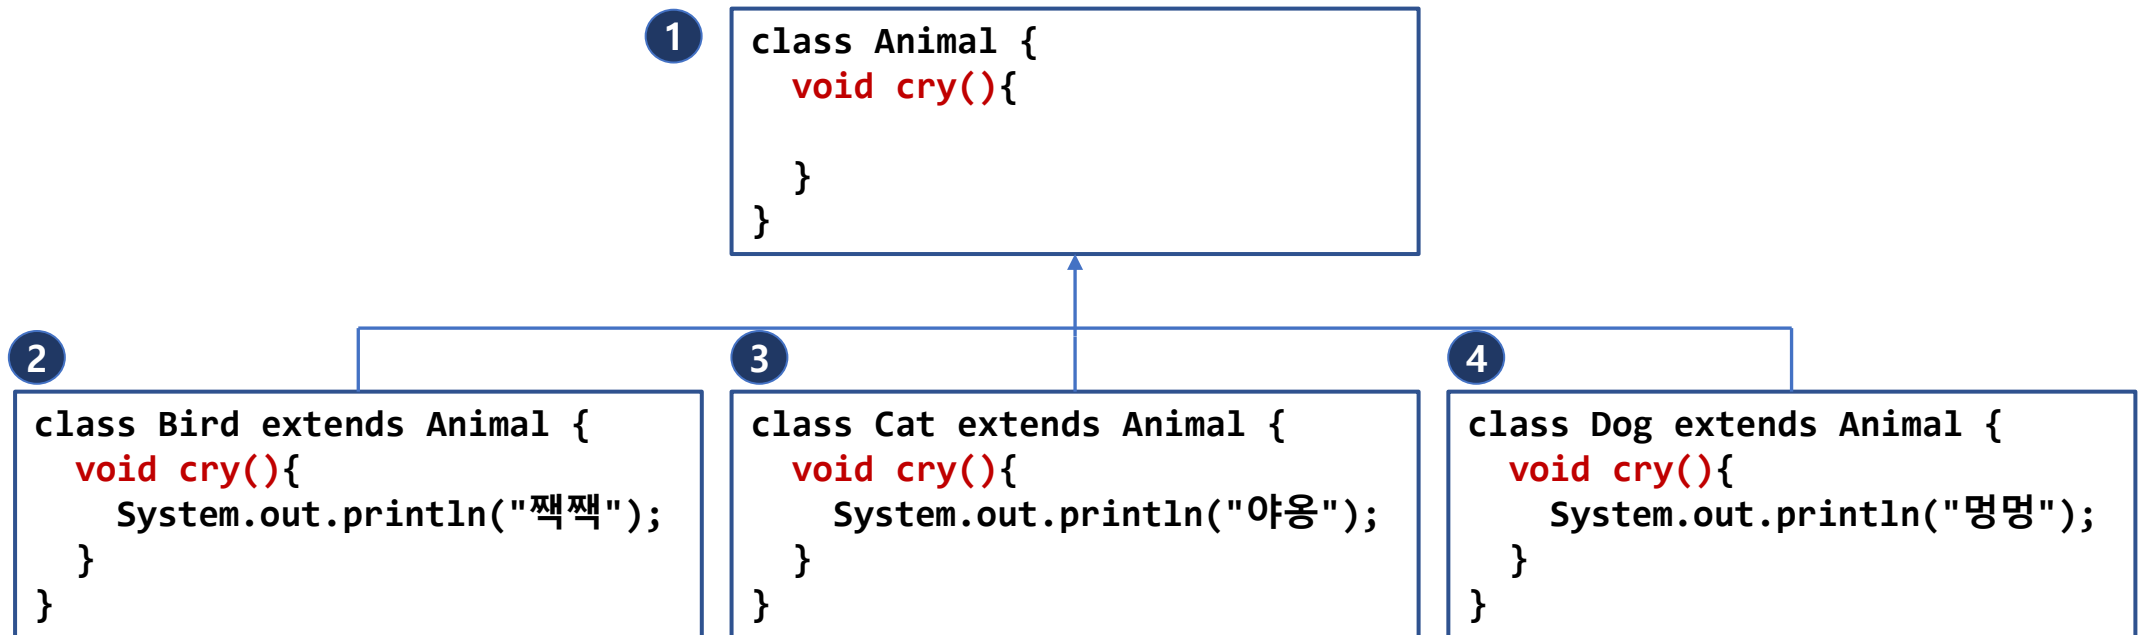 1
class Animal {
void cry(){
}
}
2
class Bird extends Animal {
void cry(){
System.out.println("짹짹");
}
}
3
class Cat extends Animal {
void cry(){
System.out.println("야옹");
}
}
4
class Dog extends Animal {
void cry(){
System.out.println("멍멍");
}
}